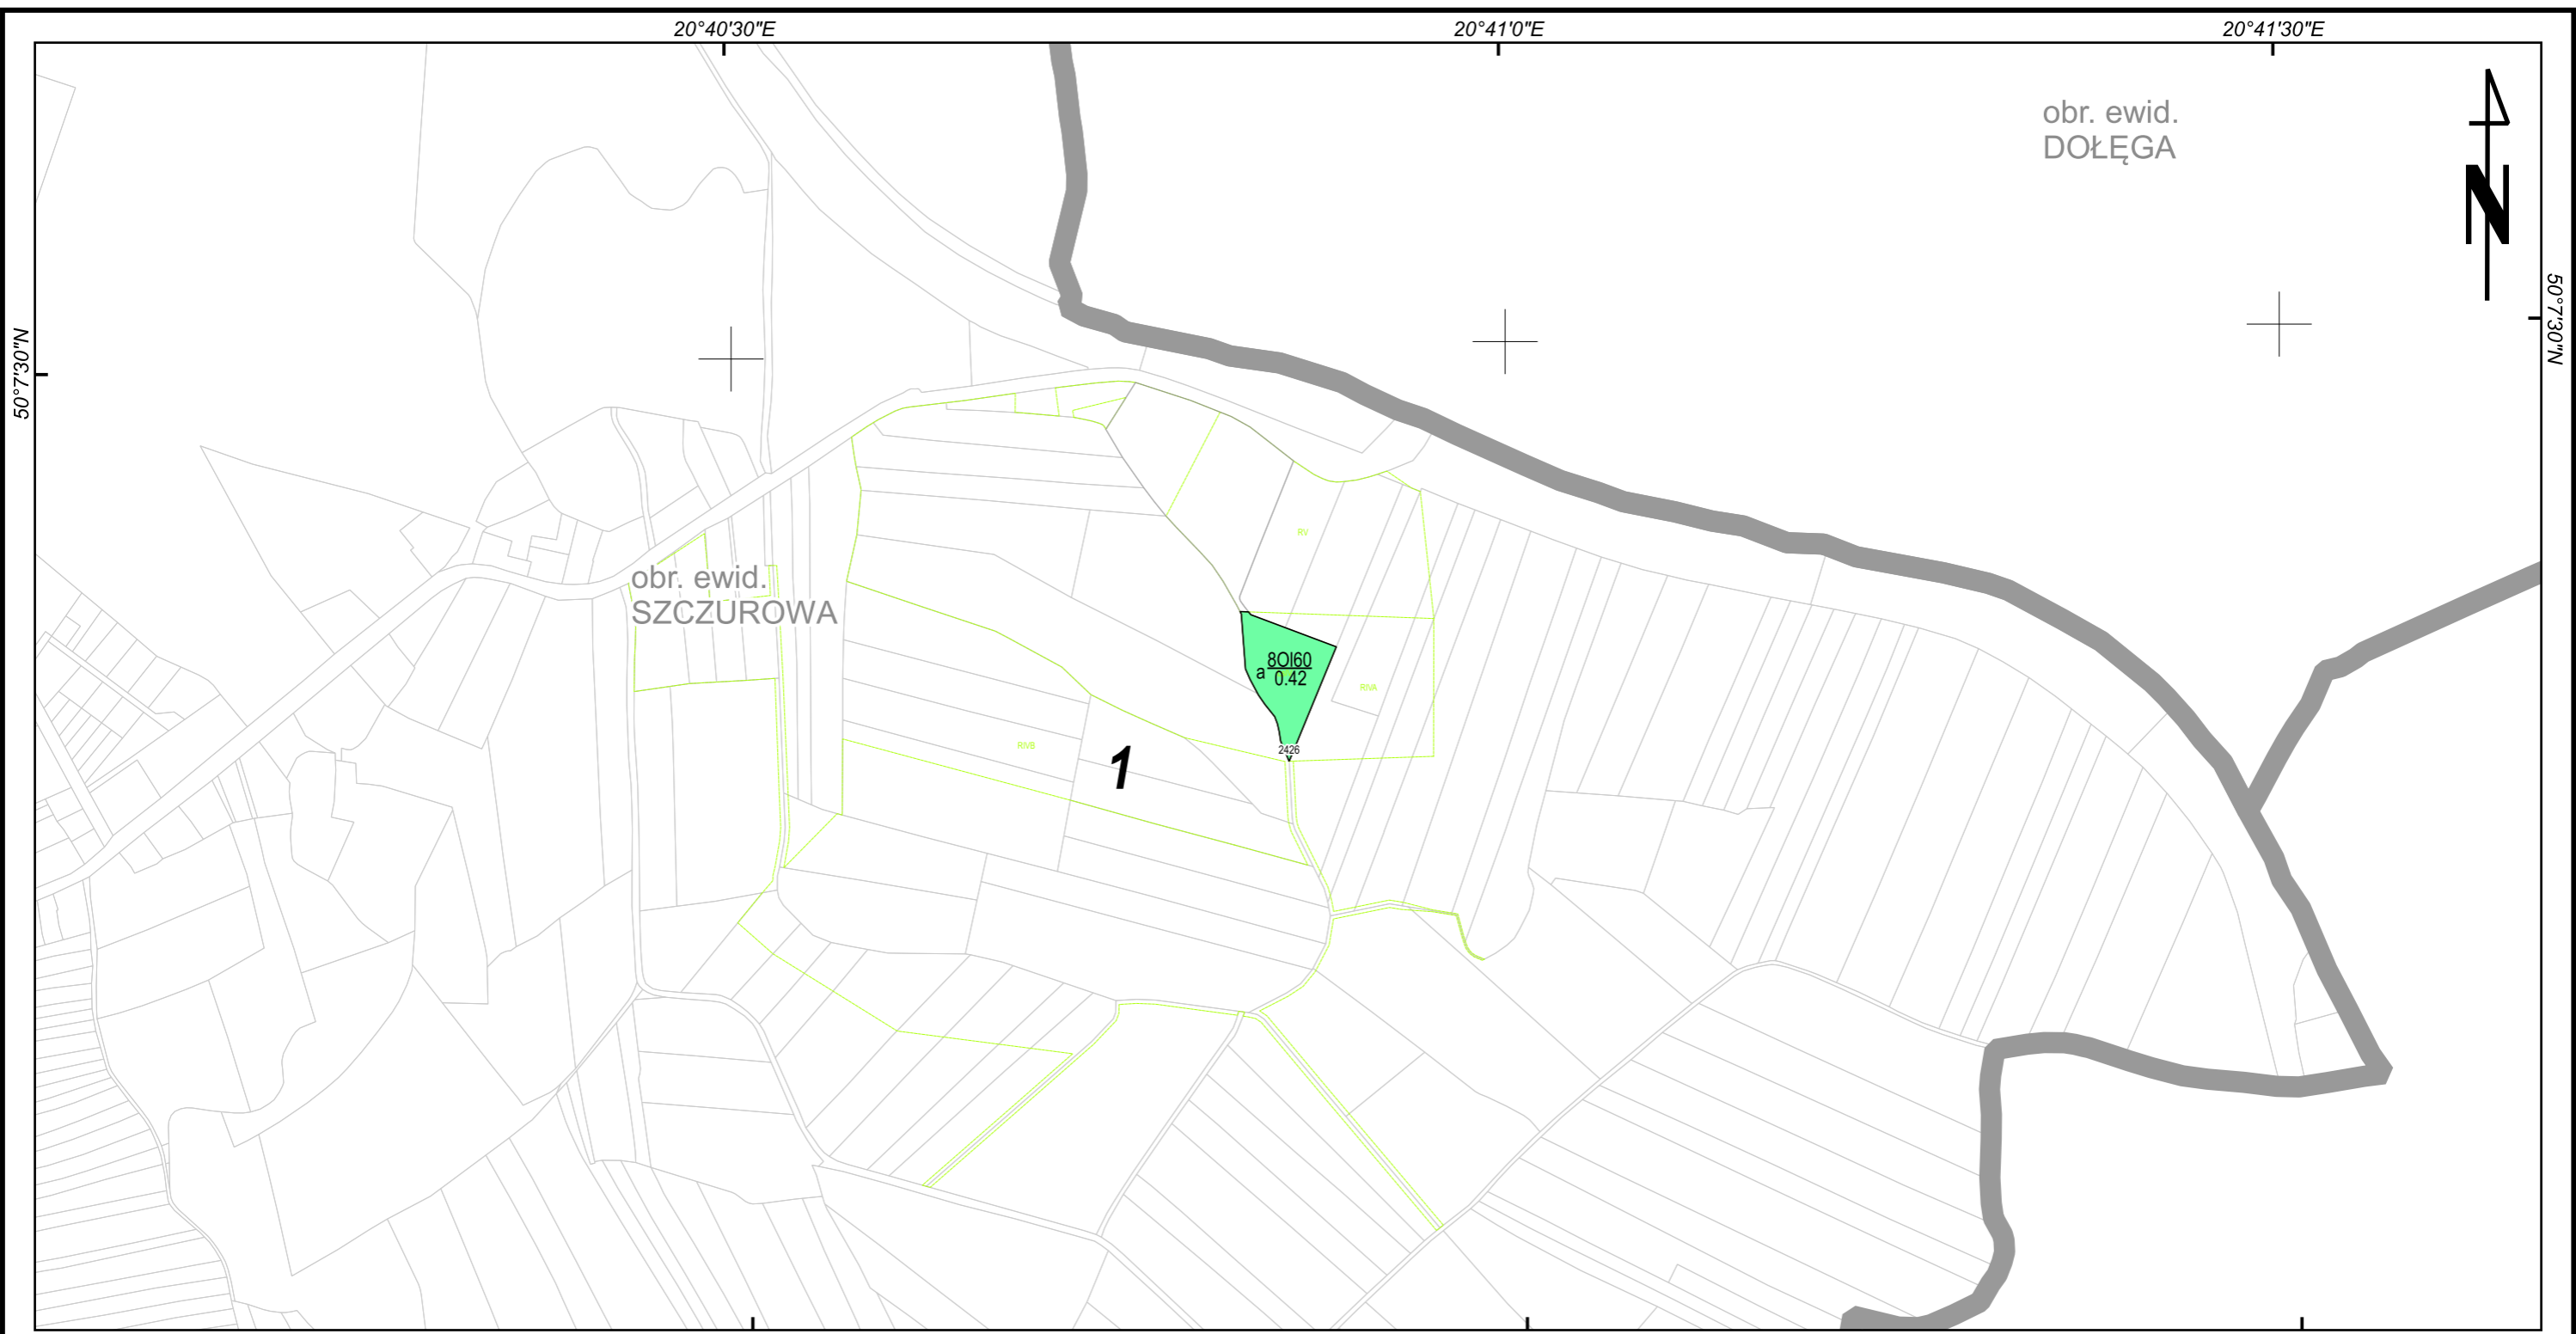 20°40'30"E
20°41'0"E
20°41'30"E
obr. ewid.
DOŁĘGA
N
50°7'30"N
50°7'30"N
RV
obr. ewid.
SZCZUROWA
8Ol60
a 0.42
RIVA
RIVB
1
2426